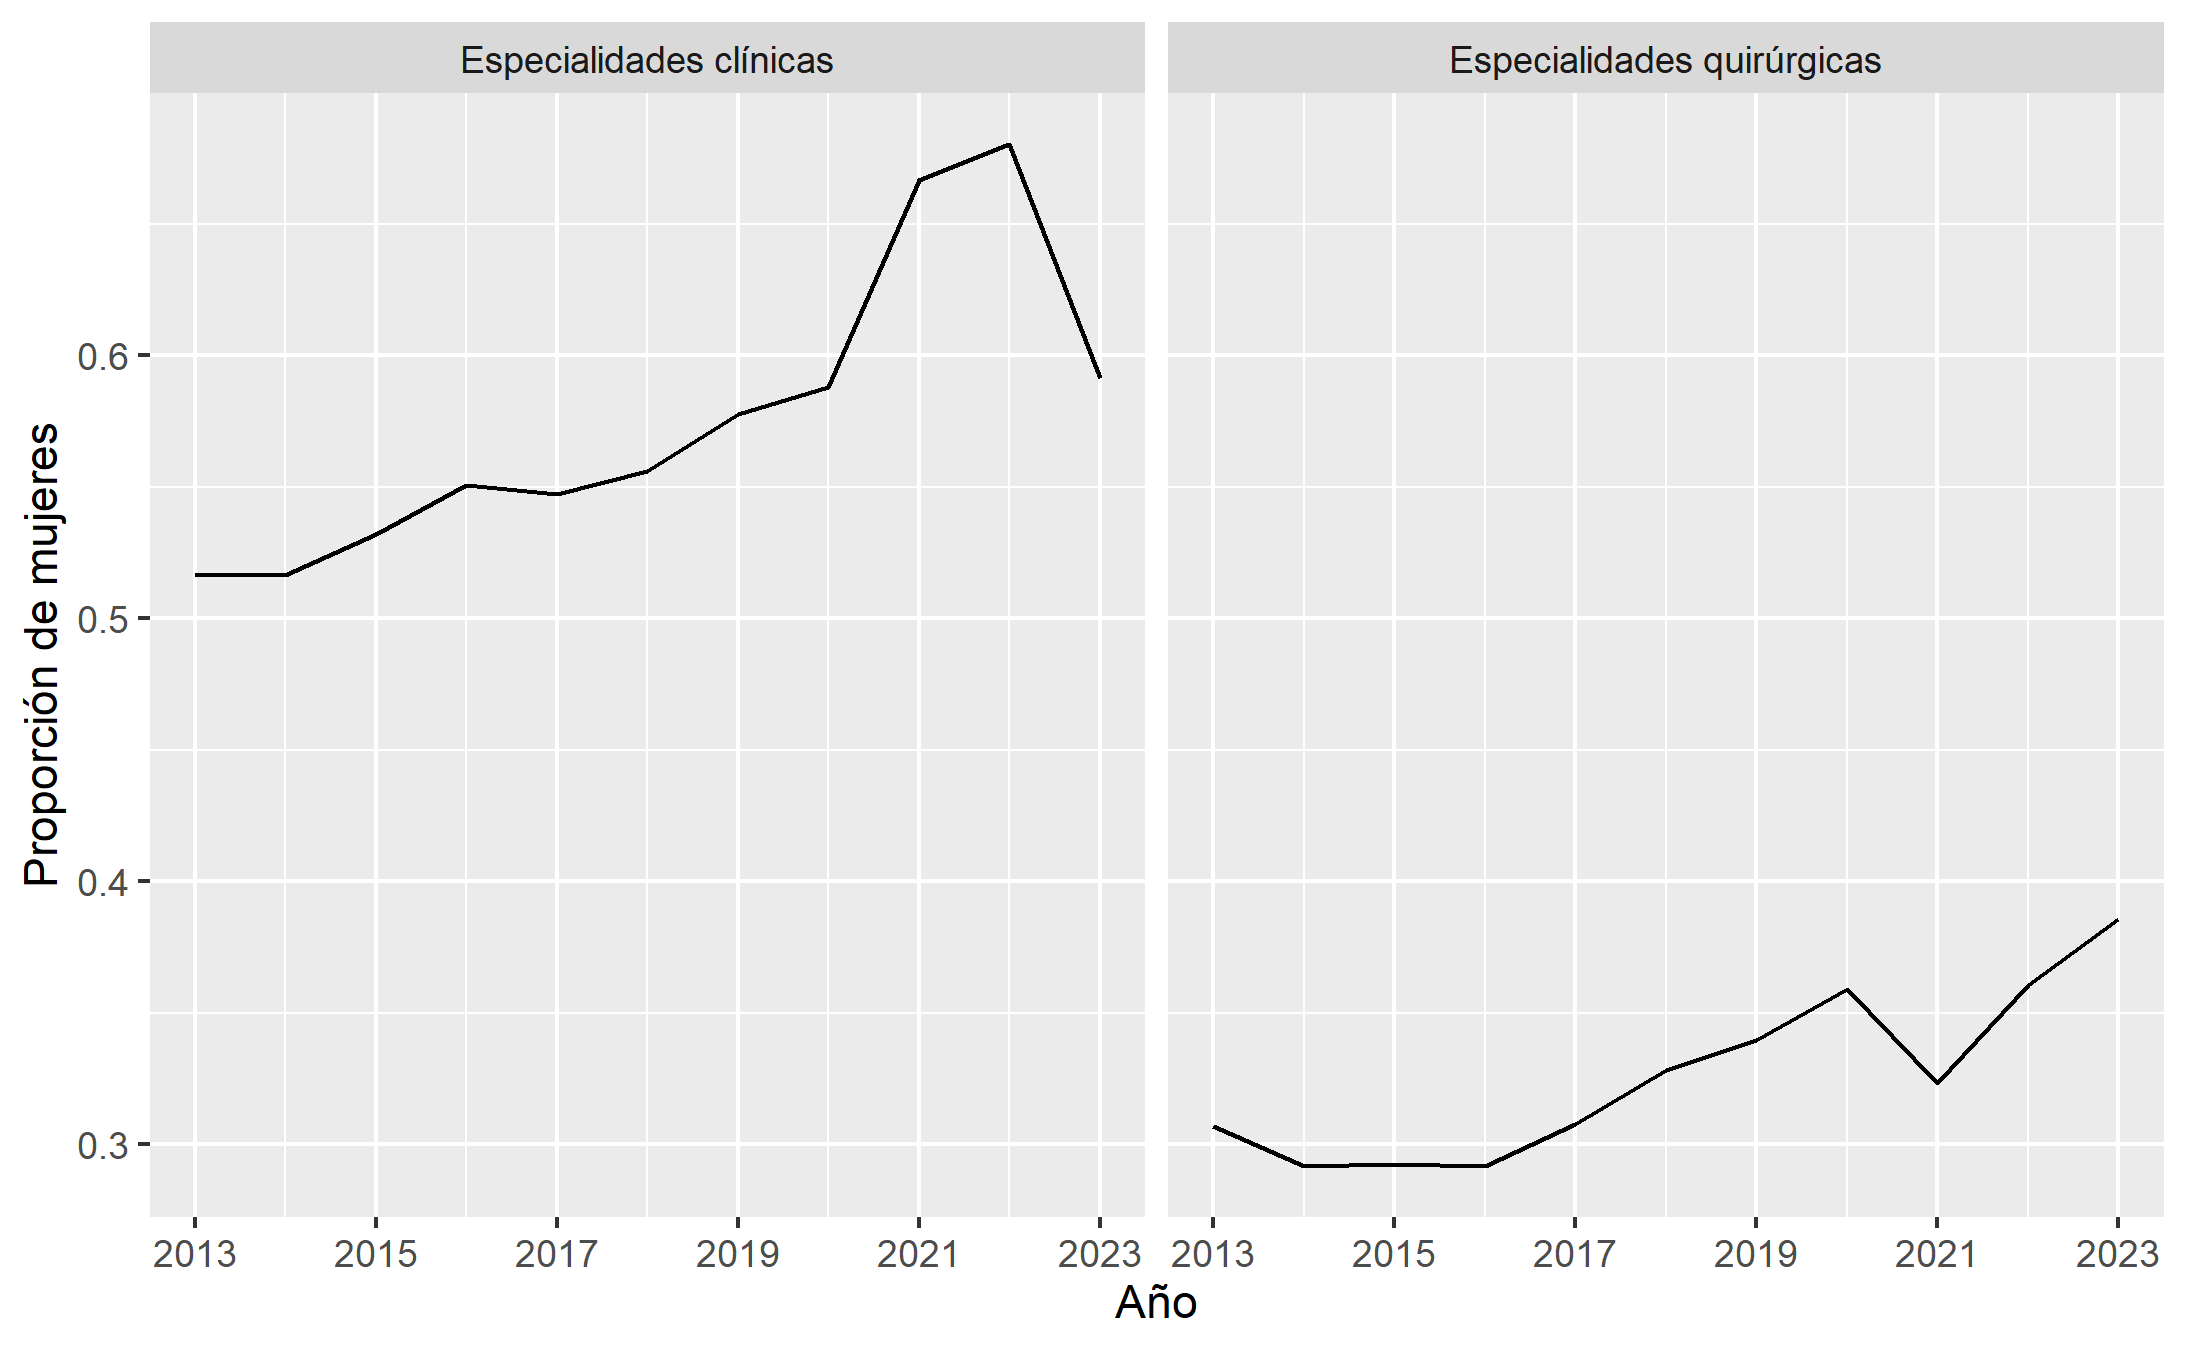 Especialidades clínicas
Especialidades quirúrgicas
Proporción de mujeres
0.6
0.5
0.4
0.3
2013 2015 2017 2019 2021 2023
2013 2015 2017 2019 2021 2023
Año